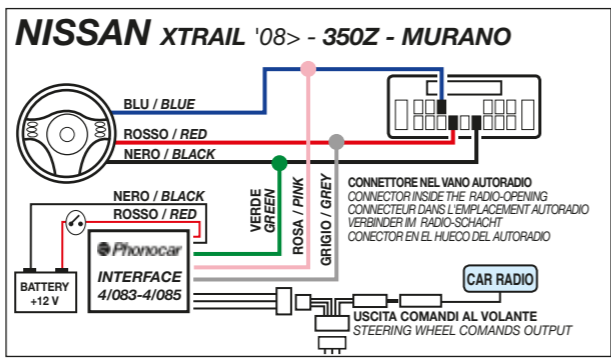 NISSAN XTRAIL '08> - 350Z - MURANO
BLU / BLUE
ROSSO / RED
NERO / BLACK
NERO / BLACK
ROSSO / RED
VERDE
GREEN
ROSA / PINK
GRIGIO / GREY
CONNETTORE NEL VANO AUTORADIO
CONNECTOR INSIDE THE RADIO-OPENING
CONNECTEUR DANS L'EMPLACEMENT AUTORADIO
VERBINDER IM RADIO-SCHACHT
CONECTOR EN EL HUECO DEL AUTORADIO
Phonocar
INTERFACE
4/083-4/085
BATTERY
+12 V
CAR RADIO
USCITA COMANDI AL VOLANTE
STEERING WHEEL COMANDS OUTPUT